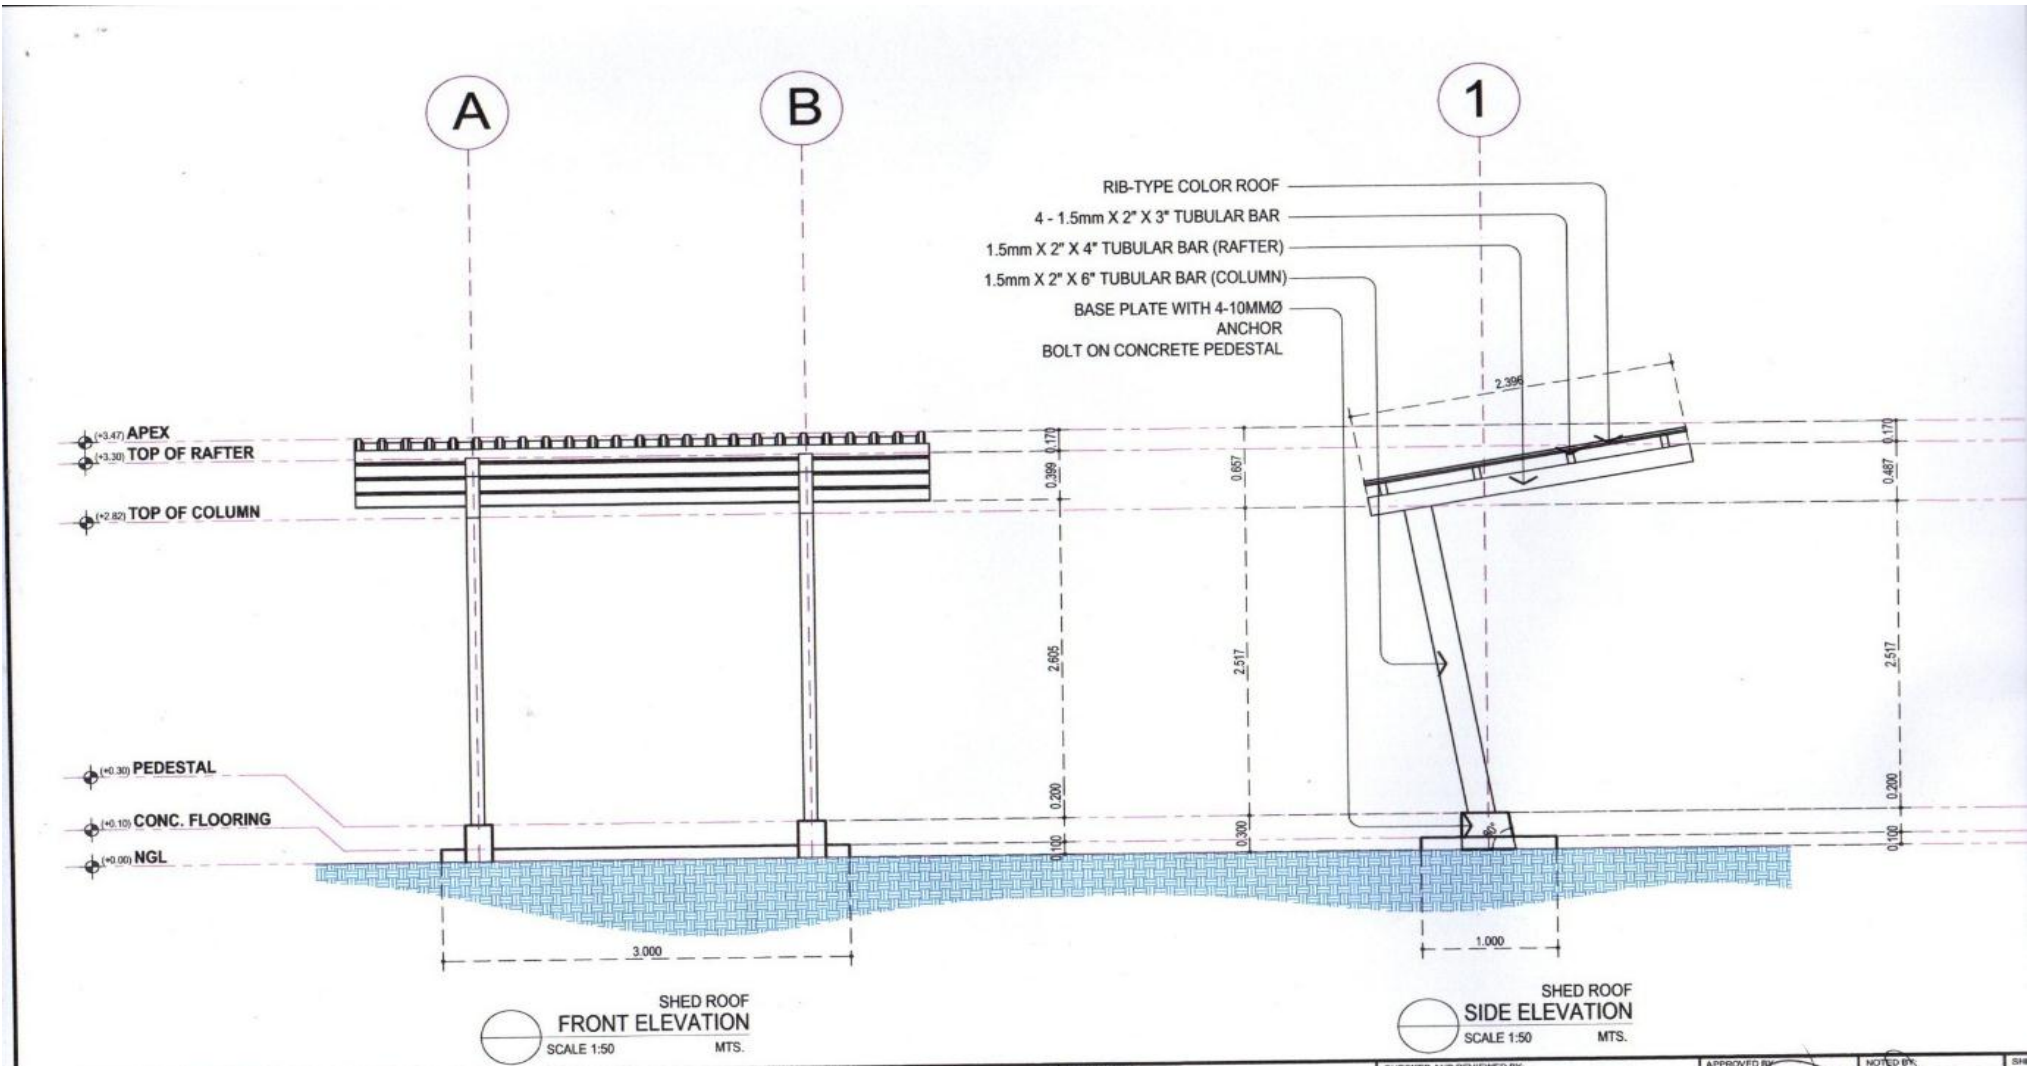 A
B
1
RIB-TYPE COLOR ROOF
4 - 1.5mm X 2" X 3" TUBULAR BAR
1.5mm X 2" X 4" TUBULAR BAR (RAFTER)
1.5mm X 2" X 6" TUBULAR BAR (COLUMN)
BASE PLATE WITH 4-10MMØ
ANCHOR
BOLT ON CONCRETE PEDESTAL
2.396
(+3.47) APEX
(+3.30) TOP OF RAFTER
(+2.82) TOP OF COLUMN
(+0.30) PEDESTAL
(+0.10) CONC. FLOORING
(+0.00) NGL
0.170
0.399
2.605
0.200
0.100
0.657
2.517
0.300
0.170
0.487
2.517
0.200
0.100
3.000
1.000
SHED ROOF
FRONT ELEVATION
SCALE 1:50 MTS.
SHED ROOF
SIDE ELEVATION
SCALE 1:50 MTS.
APPROVED BY:
NOTED BY: